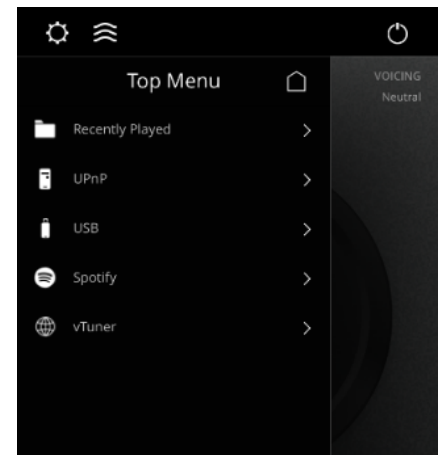 Top Menu
VOICING
Neutral
Recently Played
UPnP
USB
Spotify
vTuner